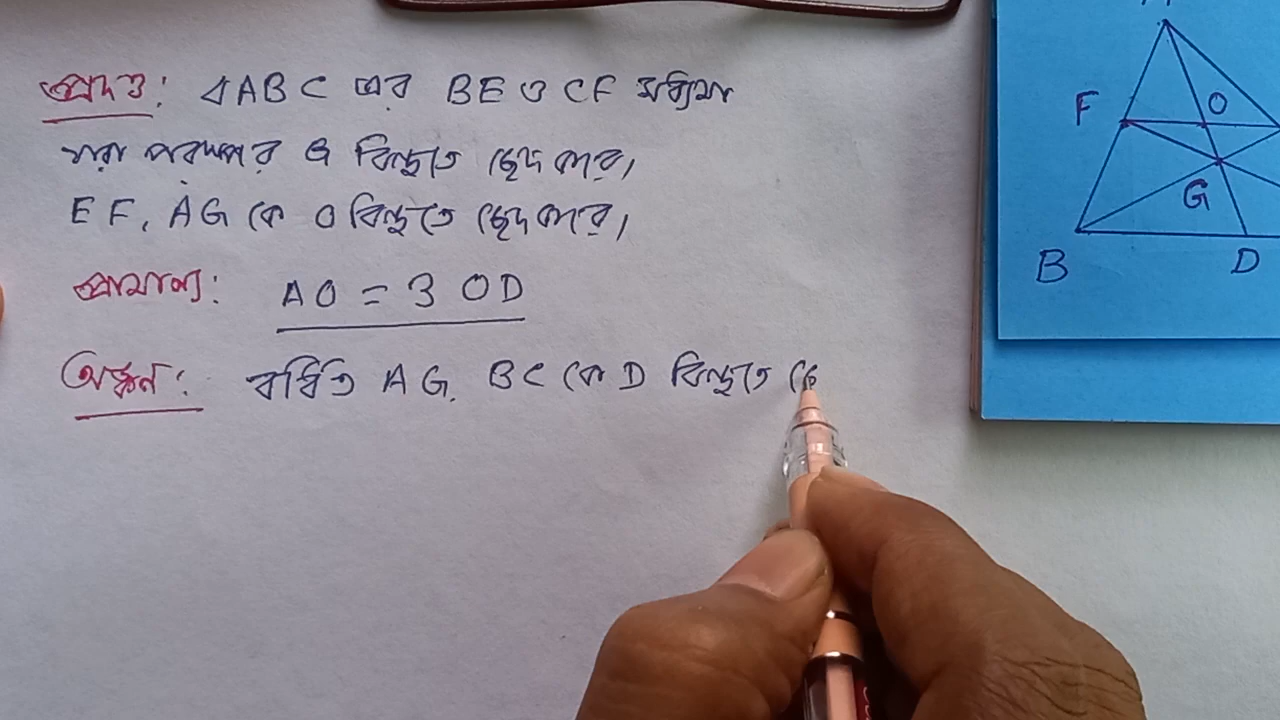 প্রদত্ত: ∆ABC এর BE ও CF মধ্যমা
দ্বয় পরস্পর G বিন্দুতে ছেদ করে।
EF, AG কে O বিন্দুতে ছেদ করে।
প্রামাণ্য: AO = 3 OD
অঙ্কন: বর্ধিত AG, BC কে D বিন্দুতে ছে
F
O
G
B
D